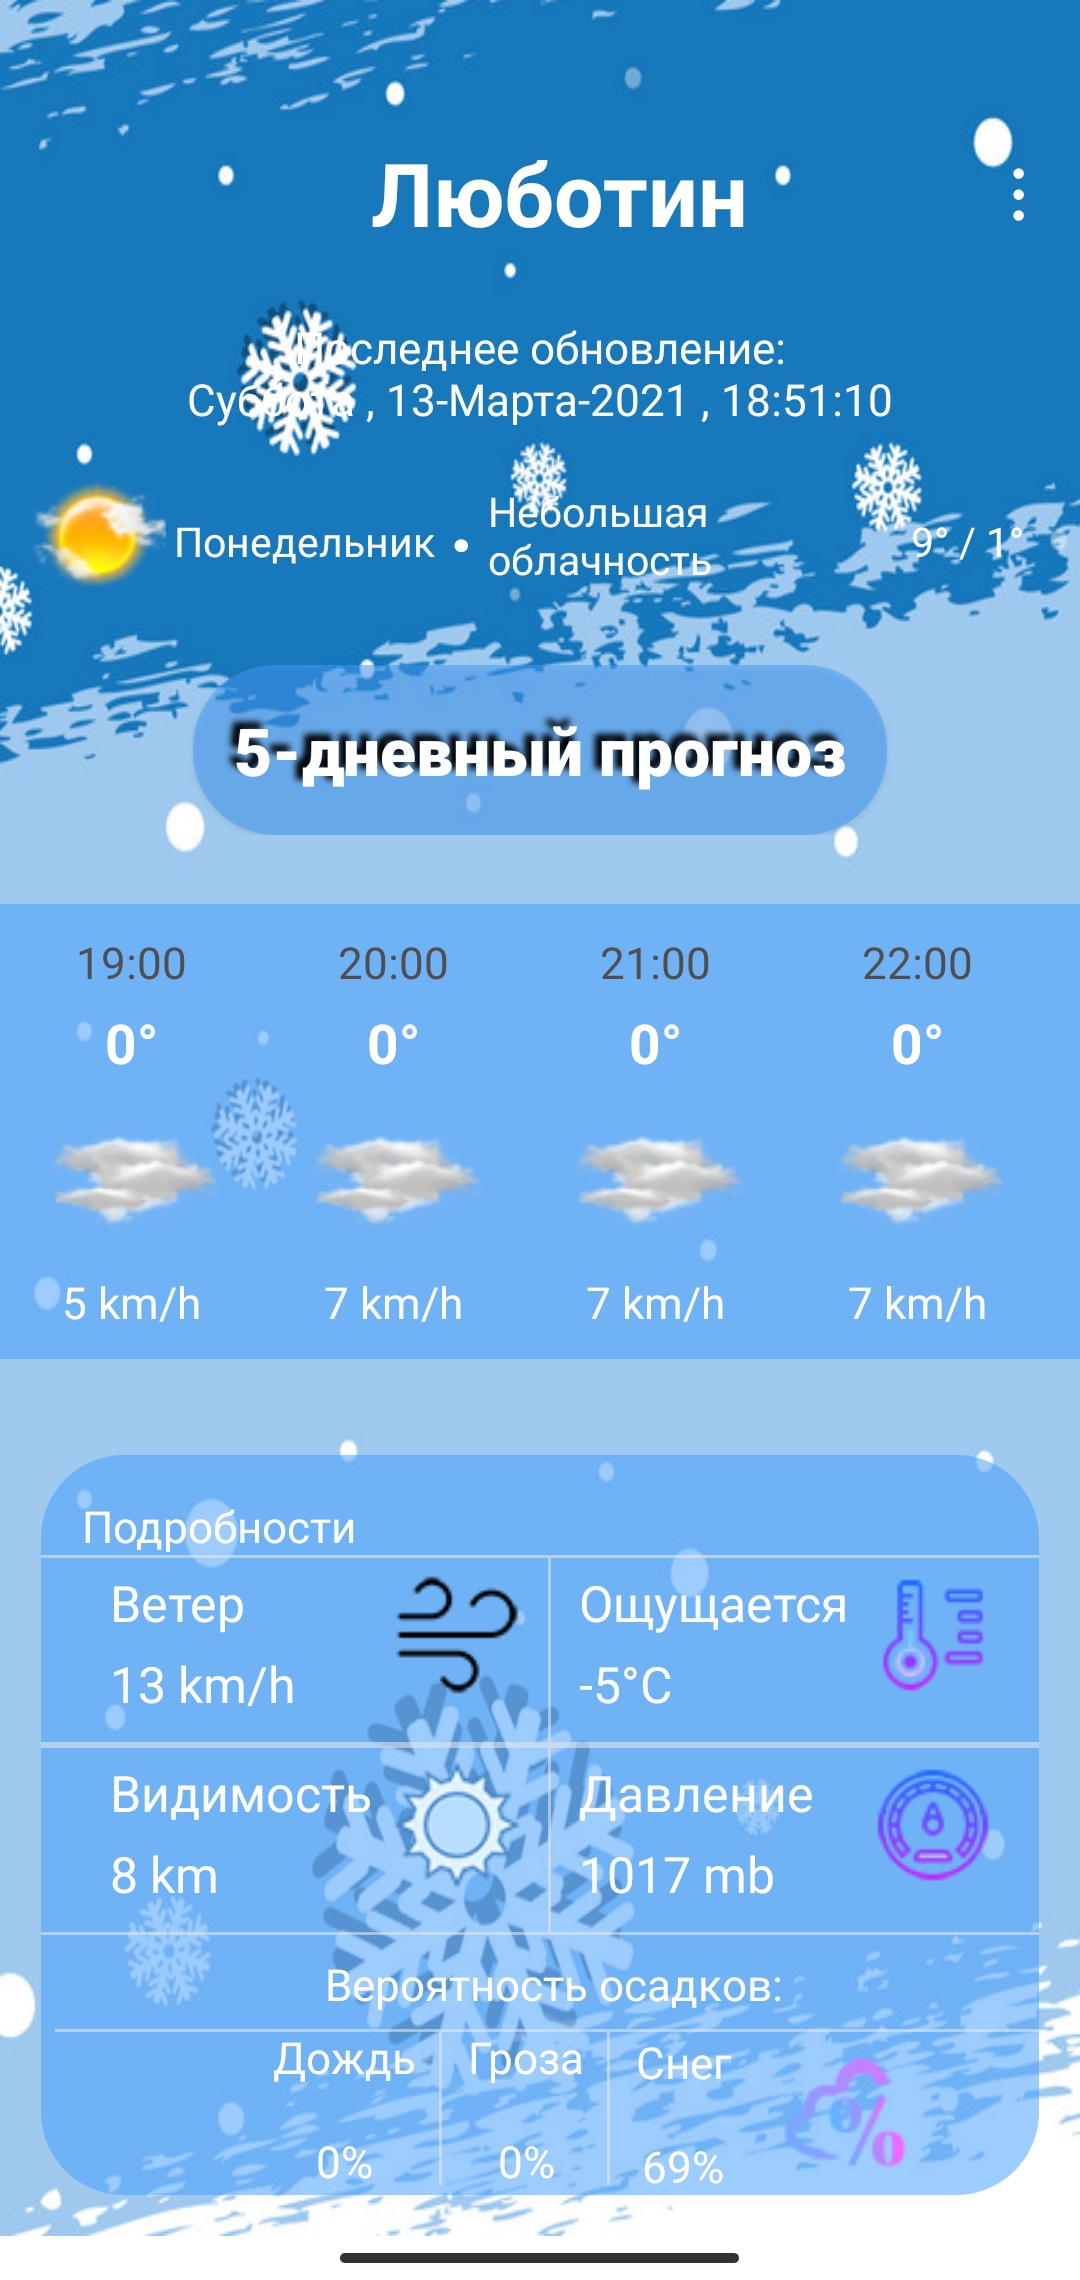 Люботин
Последнее обновление:
Суббота , 13-Марта-2021 , 18:51:10
Понедельник • Небольшая облачность 9° / 1°
5-дневный прогноз
19:00 20:00 21:00 22:00
0° 0° 0° 0°
5 km/h 7 km/h 7 km/h 7 km/h
Подробности
Ветер Ощущается
13 km/h -5°C
Видимость Давление
8 km 1017 mb
Вероятность осадков:
Дождь Гроза Снег
0% 0% 69%